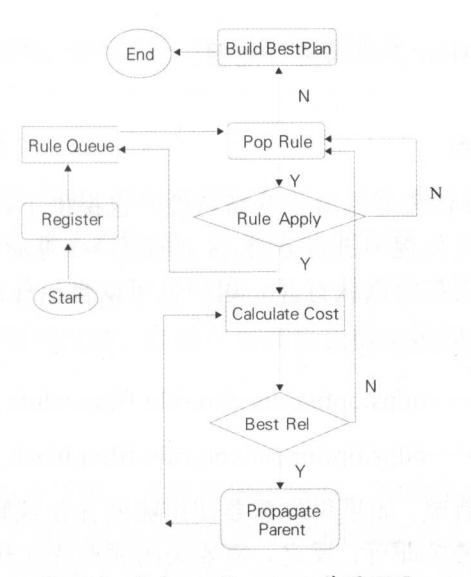 End
Build BestPlan
N
Rule Queue
Pop Rule
Y
N
Register
Rule Apply
Y
Start
Calculate Cost
N
Best Rel
Y
Propagate
Parent